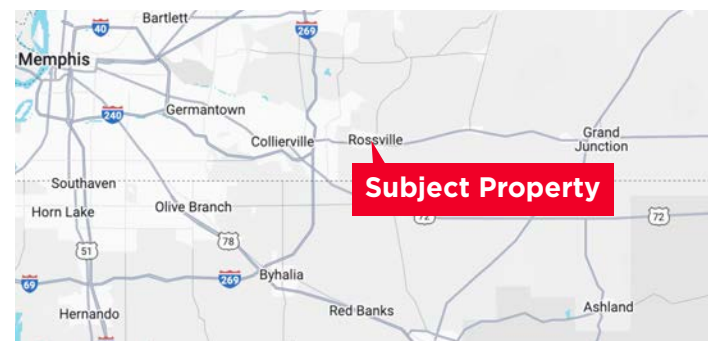 Bartlett
40
269
Memphis
Germantown
240
Collierville
Rossville
Grand
Junction
Subject Property
Southaven
Horn Lake
Olive Branch
72
72
51
78
Byhalia
69
269
Hernando
Red Banks
Ashland